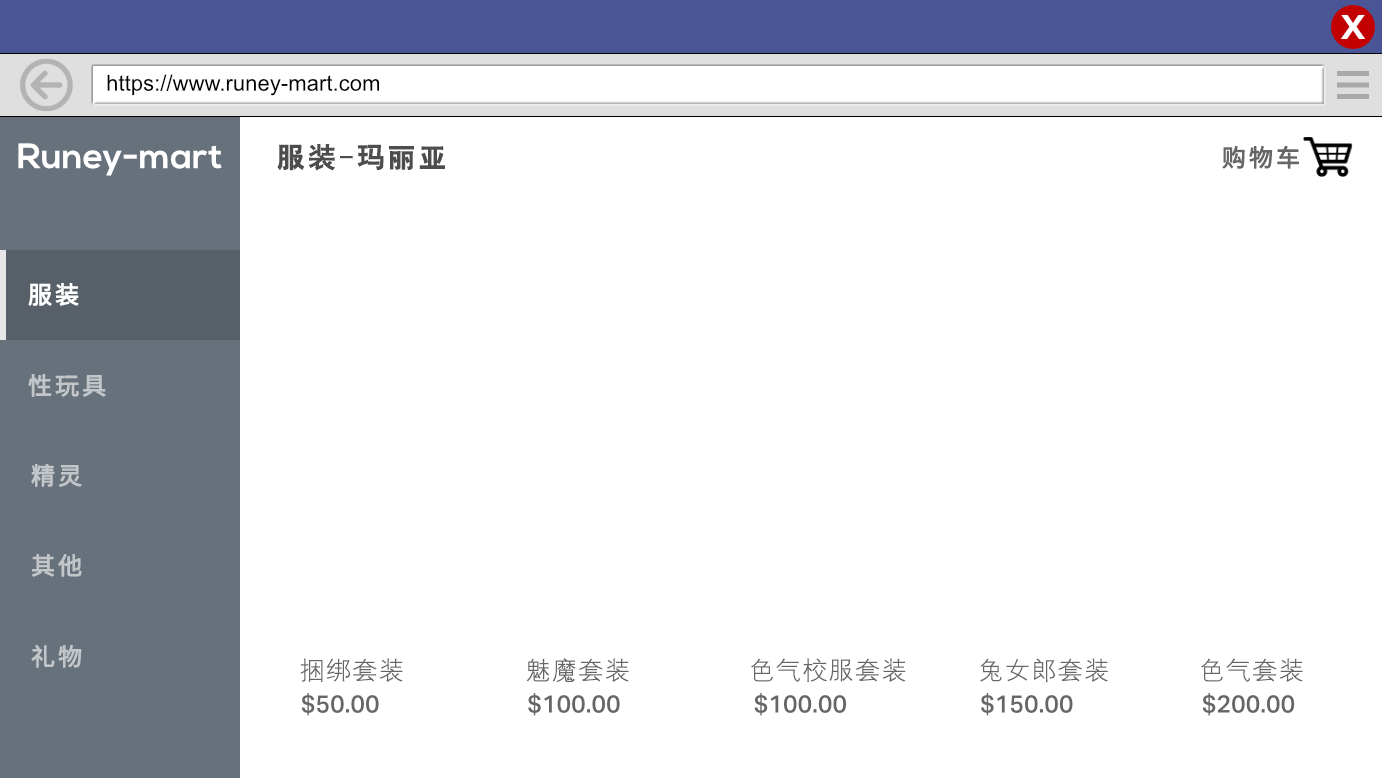 X
https://www.runey-mart.com
Runey-mart
服装-玛丽亚
购物车
服装
性玩具
精灵
其他
礼物
捆绑套装
$50.00
魅魔套装
$100.00
色气校服套装
$100.00
兔女郎套装
$150.00
色气套装
$200.00